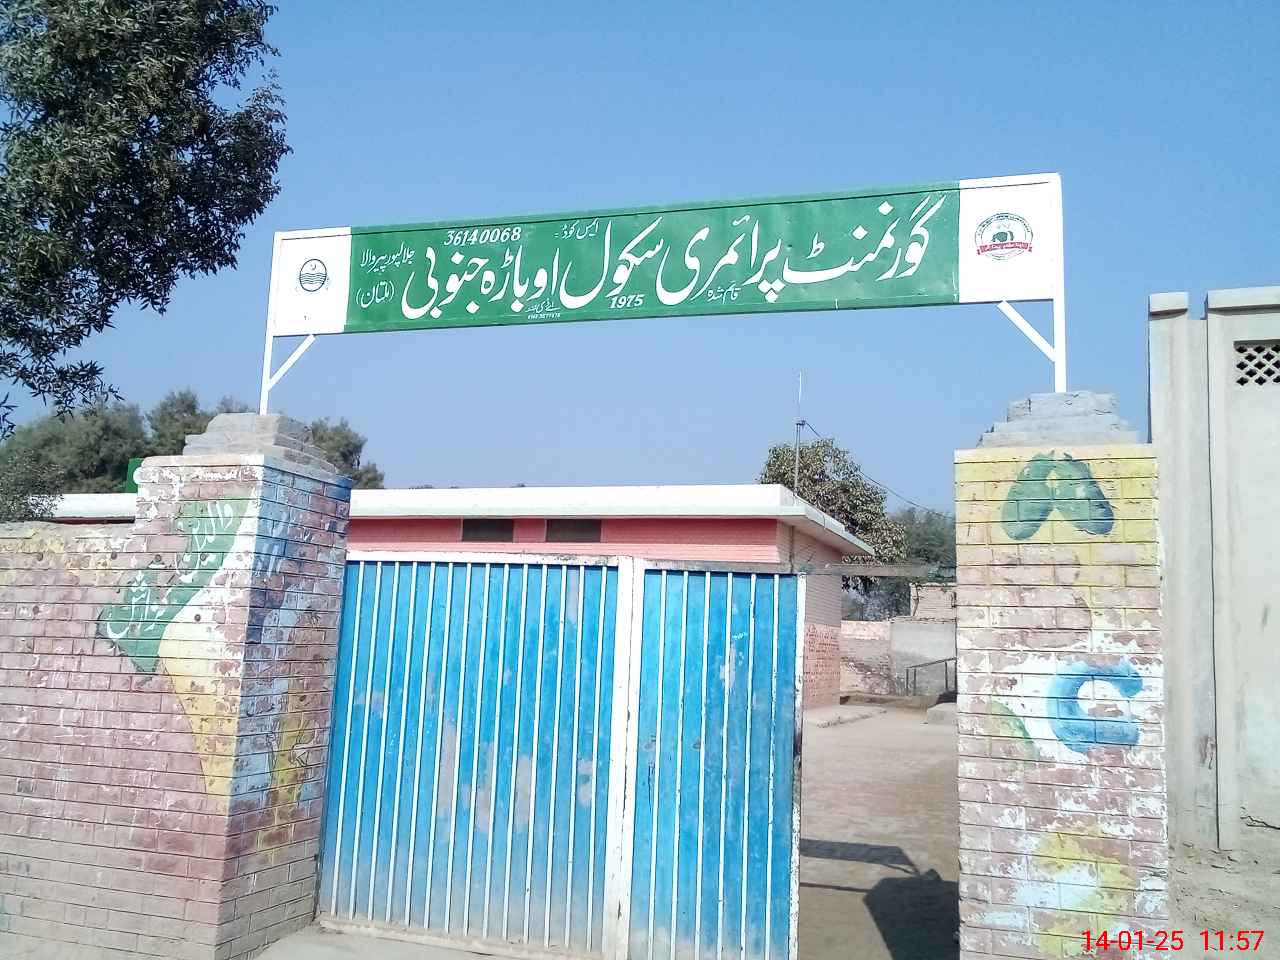 ایس کوڈ:- 36140068
گورنمنٹ پرائمری سکول اوباڑہ جنوبی
جلالپور پیروالا
(ملتان)
قائم شدہ 1975
والدین
14-01-25 11:57